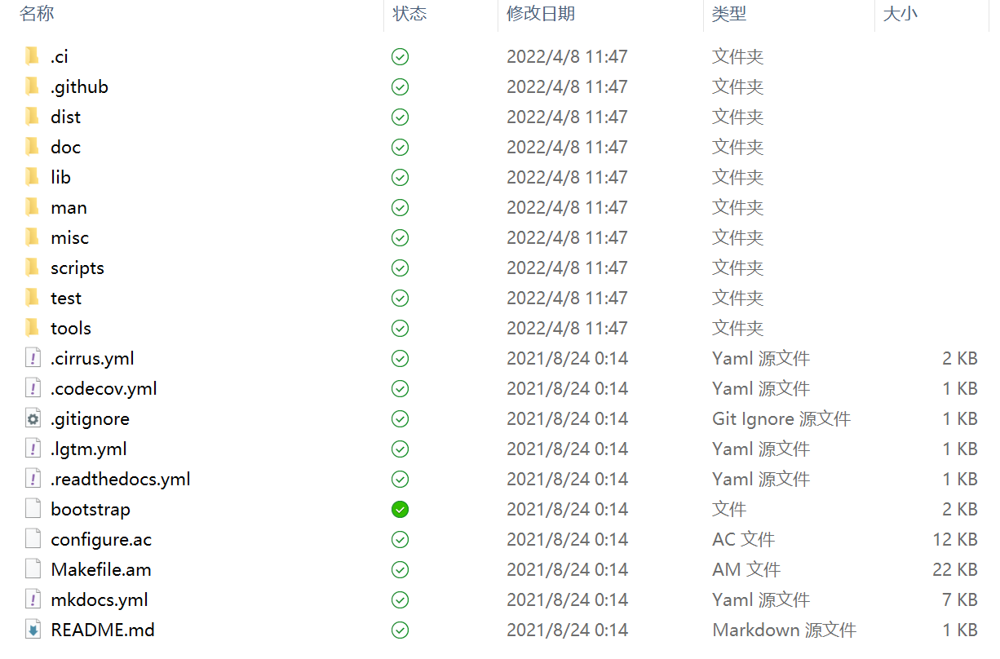 名称 状态 修改日期 类型 大小
.ci 2022/4/8 11:47 文件夹
.github 2022/4/8 11:47 文件夹
dist 2022/4/8 11:47 文件夹
doc 2022/4/8 11:47 文件夹
lib 2022/4/8 11:47 文件夹
man 2022/4/8 11:47 文件夹
misc 2022/4/8 11:47 文件夹
scripts 2022/4/8 11:47 文件夹
test 2022/4/8 11:47 文件夹
tools 2022/4/8 11:47 文件夹
.cirrus.yml 2021/8/24 0:14 Yaml 源文件 2 KB
.codecov.yml 2021/8/24 0:14 Yaml 源文件 1 KB
.gitignore 2021/8/24 0:14 Git Ignore 源文件 1 KB
.lgtm.yml 2021/8/24 0:14 Yaml 源文件 1 KB
.readthedocs.yml 2021/8/24 0:14 Yaml 源文件 1 KB
bootstrap 2021/8/24 0:14 文件 2 KB
configure.ac 2021/8/24 0:14 AC 文件 12 KB
Makefile.am 2021/8/24 0:14 AM 文件 22 KB
mkdocs.yml 2021/8/24 0:14 Yaml 源文件 7 KB
README.md 2021/8/24 0:14 Markdown 源文件 1 KB